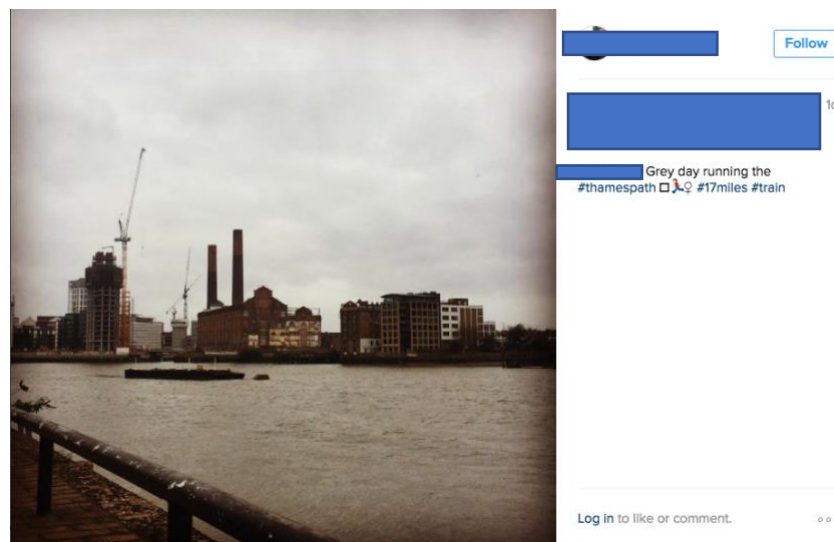 Follow
Grey day running the
#thamespath #17miles #train
Log in to like or comment.